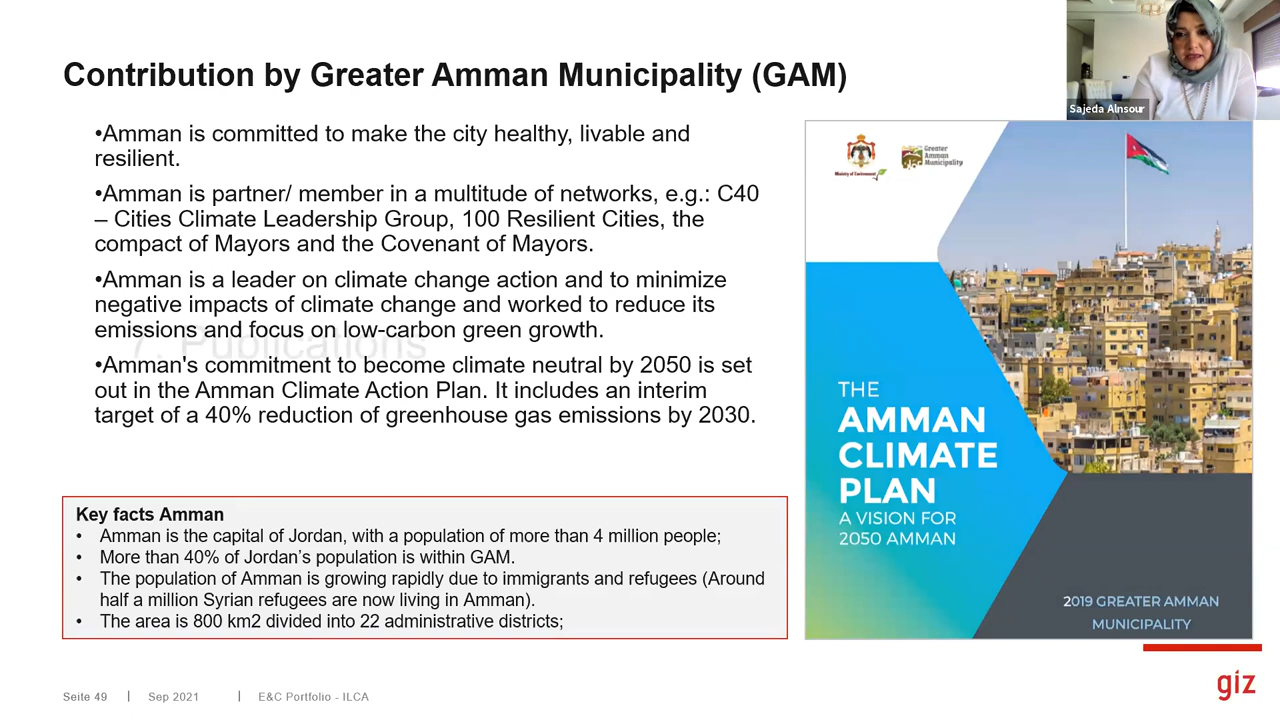 Contribution by Greater Amman Municipality (GAM)
Sajeda Alnsour
•Amman is committed to make the city healthy, livable and
resilient.
•Amman is partner/ member in a multitude of networks, e.g.: C40
– Cities Climate Leadership Group, 100 Resilient Cities, the
compact of Mayors and the Covenant of Mayors.
•Amman is a leader on climate change action and to minimize
negative impacts of climate change and worked to reduce its
emissions and focus on low-carbon green growth.
7. Publications
•Amman's commitment to become climate neutral by 2050 is set
out in the Amman Climate Action Plan. It includes an interim
target of a 40% reduction of greenhouse gas emissions by 2030.
Key facts Amman
• Amman is the capital of Jordan, with a population of more than 4 million people;
• More than 40% of Jordan’s population is within GAM.
• The population of Amman is growing rapidly due to immigrants and refugees (Around
half a million Syrian refugees are now living in Amman).
• The area is 800 km2 divided into 22 administrative districts;
Ministry of Environment
Greater
Amman
Municipality
THE
AMMAN
CLIMATE
PLAN
A VISION FOR
2050 AMMAN
2019 GREATER AMMAN
MUNICIPALITY
Seite 49 | Sep 2021 | E&C Portfolio - ILCA
giz